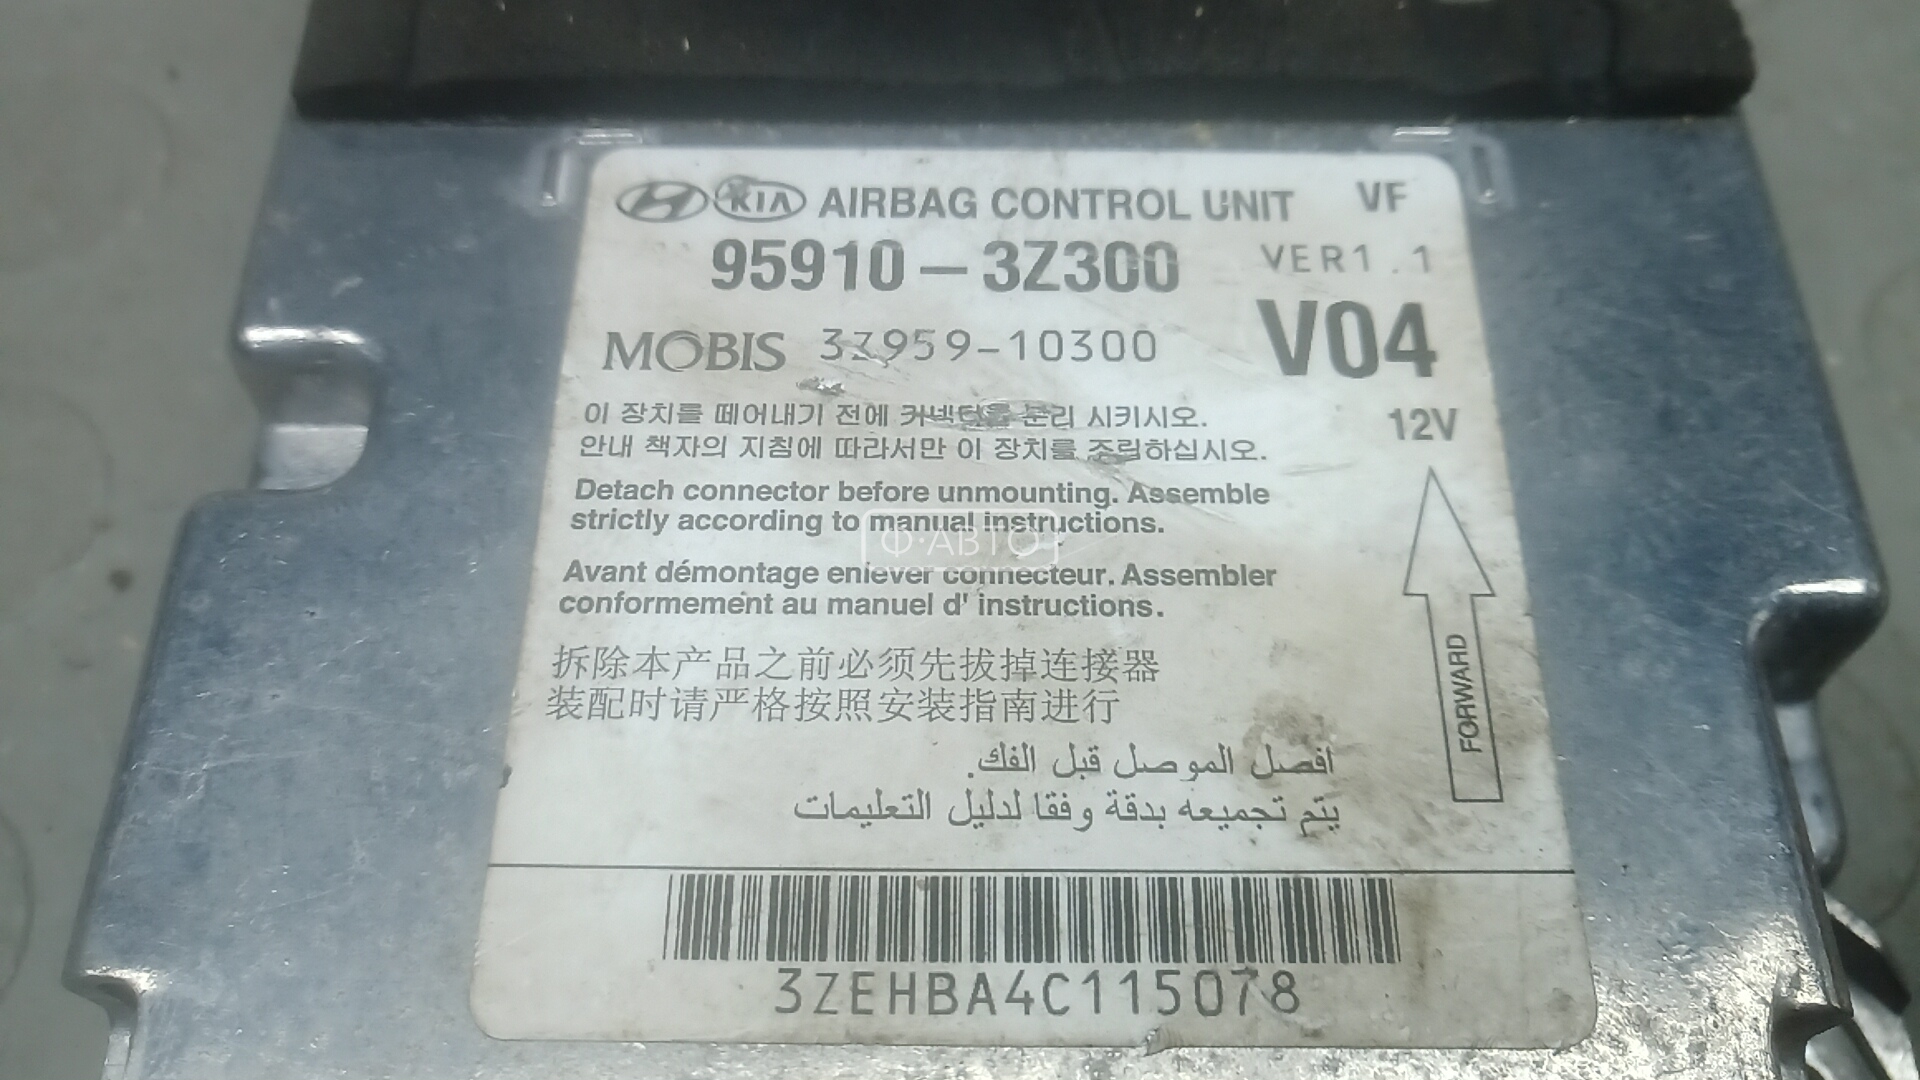 KIA AIRBAG CONTROL UNIT VF
95910-3Z300 VER1.1
MOBIS 3Z959-10300 V04
이 장치를 떼어내기 전에 커넥터를 분리 시키시오.
안내 책자의 지침에 따라서만 이 장치를 조립하십시오.
12V
Detach connector before unmounting. Assemble
strictly according to manual instructions.
Ф·АВТО
Avant démontage enlever connecteur. Assembler
conformement au manuel d' instructions.
FORWARD
拆除本产品之前必须先拔掉连接器
装配时请严格按照安装指南进行
افصل الموصل قبل الفك.
يتم تجميعه بدقة وفقا لدليل التعليمات
3ZEHBA4C115078